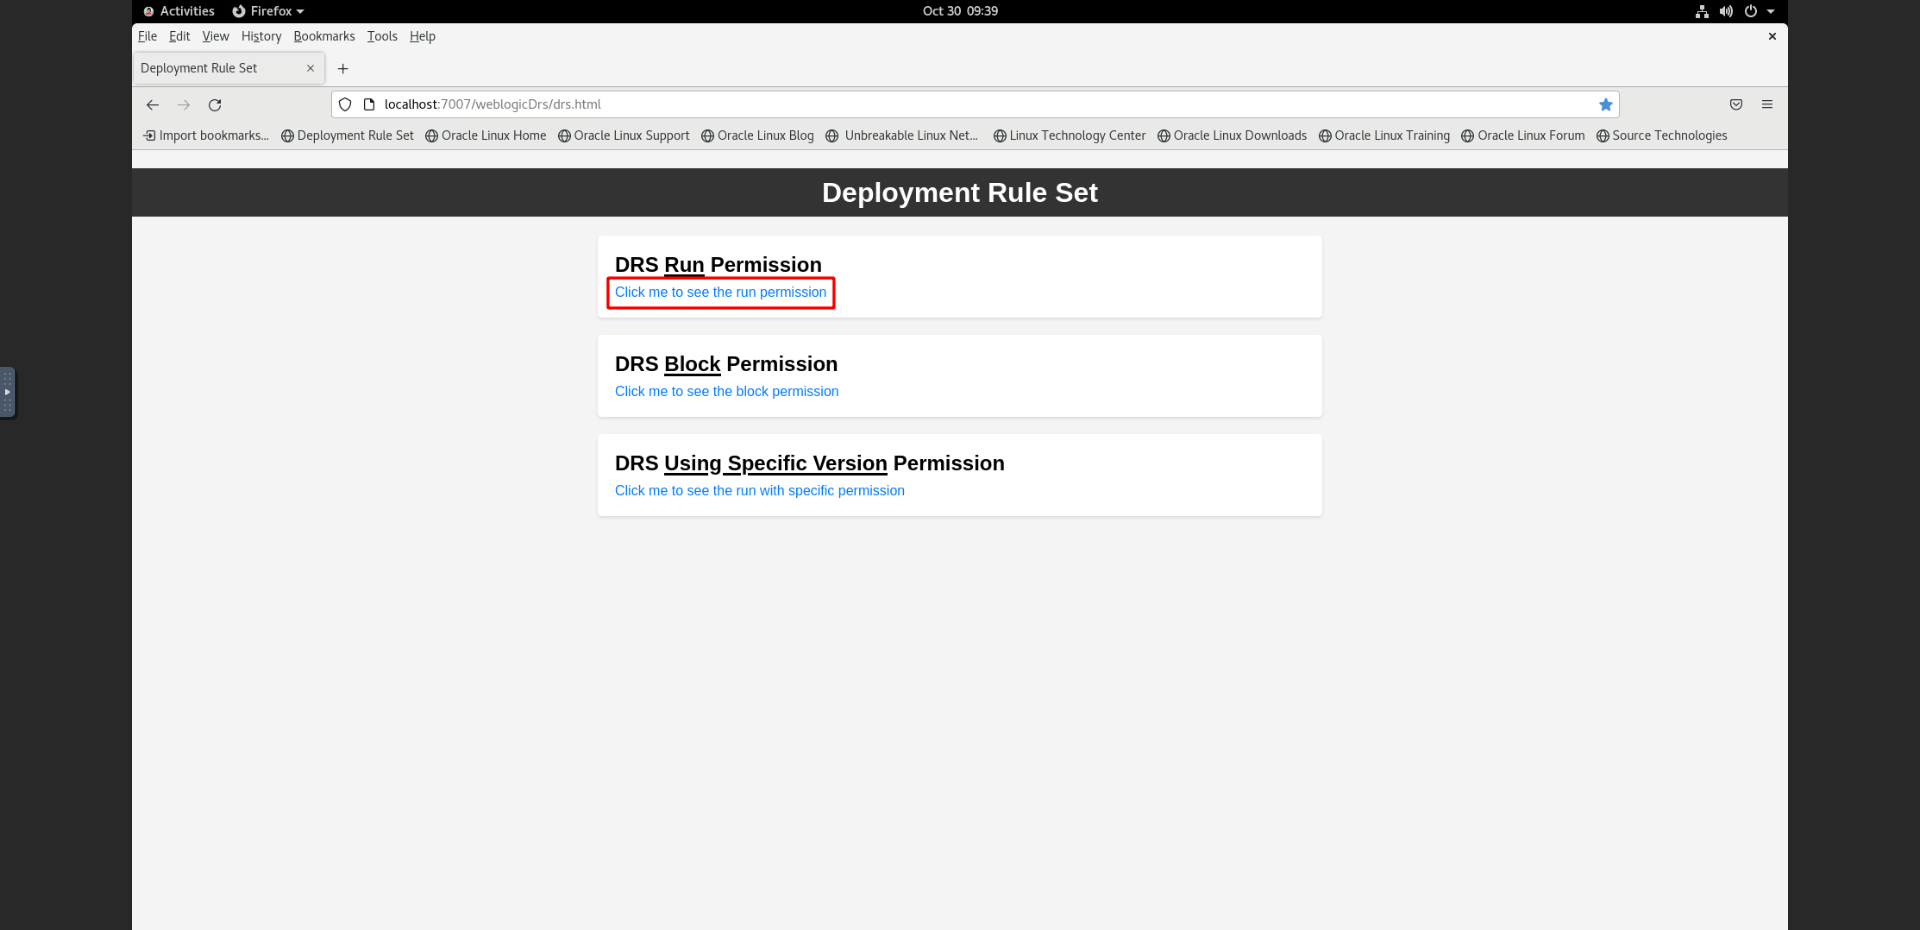 Activities Firefox Oct 30 09:39
File Edit View History Bookmarks Tools Help
Deployment Rule Set
localhost:7007/weblogicDrs/drs.html
Import bookmarks... Deployment Rule Set Oracle Linux Home Oracle Linux Support Oracle Linux Blog Unbreakable Linux Net... Linux Technology Center Oracle Linux Downloads Oracle Linux Training Oracle Linux Forum Source Technologies
Deployment Rule Set
DRS Run Permission
Click me to see the run permission
DRS Block Permission
Click me to see the block permission
DRS Using Specific Version Permission
Click me to see the run with specific permission